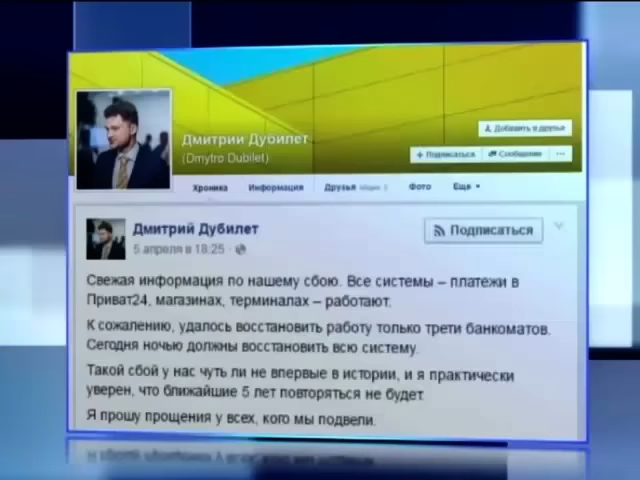 Дмитрий Дубилет
(Dmytro Dubilet)
Добавить в друзья
+ Подписаться
Сообщение
Хроника Информация Друзья Фото Еще
Дмитрий Дубилет
5 апреля в 18:25
Подписаться
Свежая информация по нашему сбою. Все системы – платежи в
Приват24, магазинах, терминалах – работают.
К сожалению, удалось восстановить работу только трети банкоматов.
Сегодня ночью должны восстановить всю систему.
Такой сбой у нас чуть ли не впервые в истории, и я практически
уверен, что ближайшие 5 лет повторяться не будет
Я прошу прощения у всех, кого мы подвели.